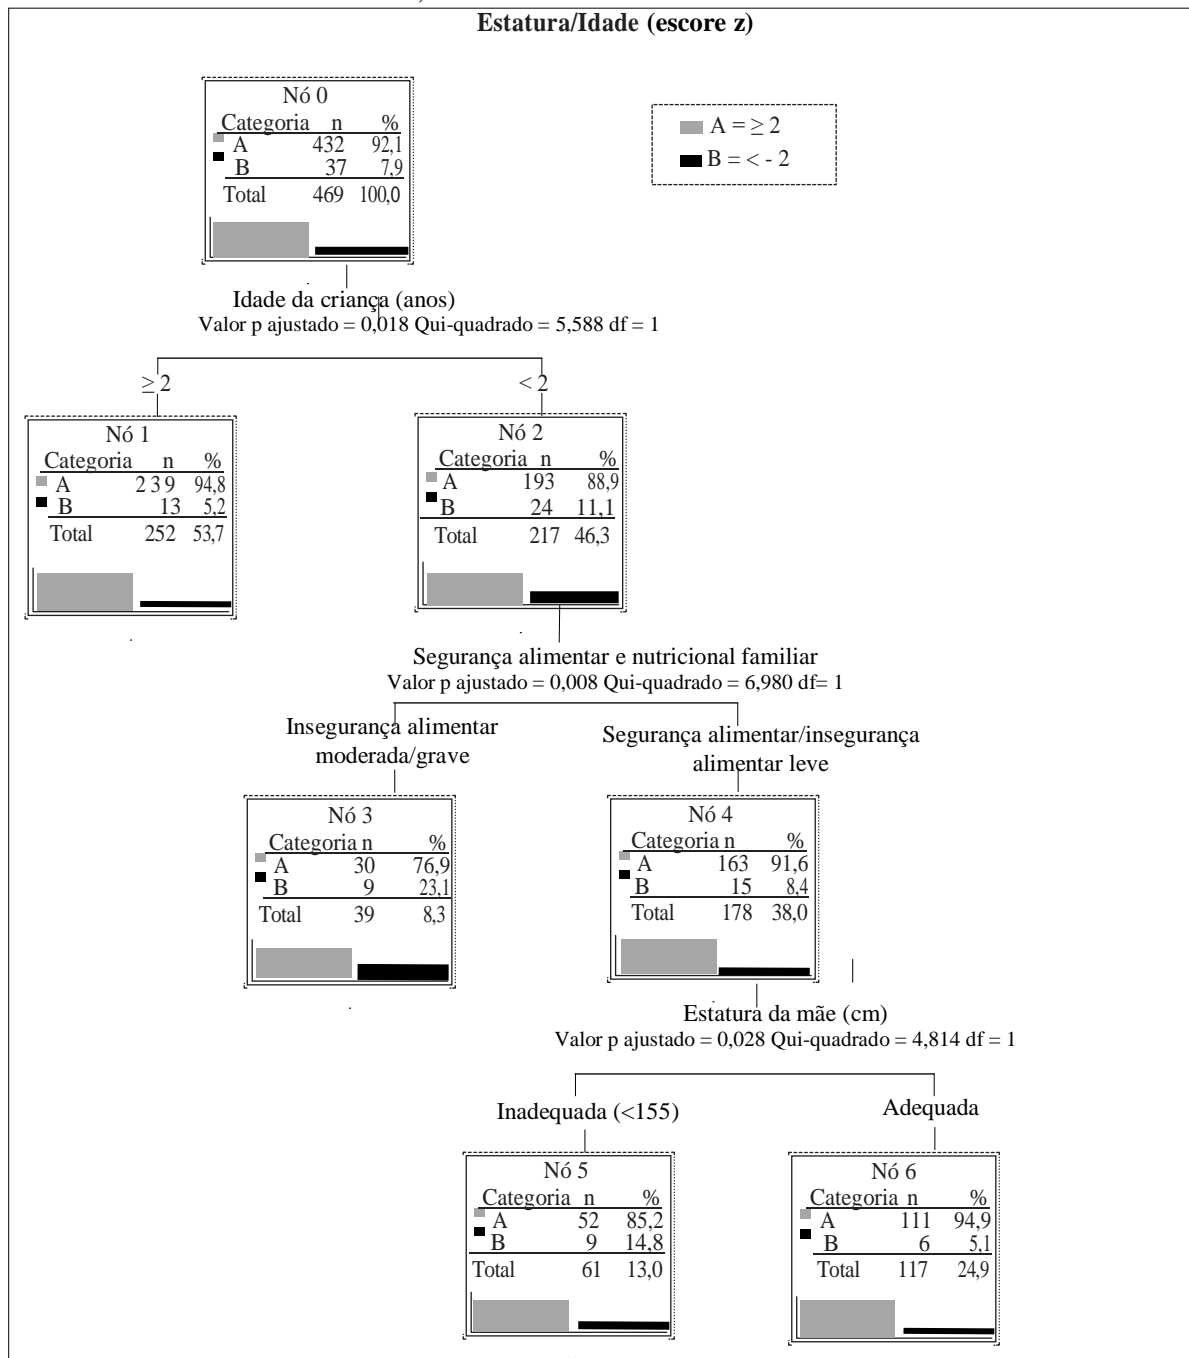 Estatura/Idade (escore z)
Nó 0
Categoria n %
A 432 92,1
B 37 7,9
Total 469 100,0
A = ≥ 2
B = < - 2
Idade da criança (anos)
Valor p ajustado = 0,018 Qui-quadrado = 5,588 df = 1
≥ 2
< 2
Nó 1
Categoria n %
A 2 3 9 94,8
B 13 5,2
Total 252 53,7
Nó 2
Categoria n %
A 193 88,9
B 24 11,1
Total 217 46,3
Segurança alimentar e nutricional familiar
Valor p ajustado = 0,008 Qui-quadrado = 6,980 df= 1
Insegurança alimentar
moderada/grave
Segurança alimentar/insegurança
alimentar leve
Nó 3
Categoria n %
A 30 76,9
B 9 23,1
Total 39 8,3
Nó 4
Categoria n %
A 163 91,6
B 15 8,4
Total 178 38,0
Estatura da mãe (cm)
Valor p ajustado = 0,028 Qui-quadrado = 4,814 df = 1
Inadequada (<155)
Adequada
Nó 5
Categoria n %
A 52 85,2
B 9 14,8
Total 61 13,0
Nó 6
Categoria n %
A 111 94,9
B 6 5,1
Total 117 24,9